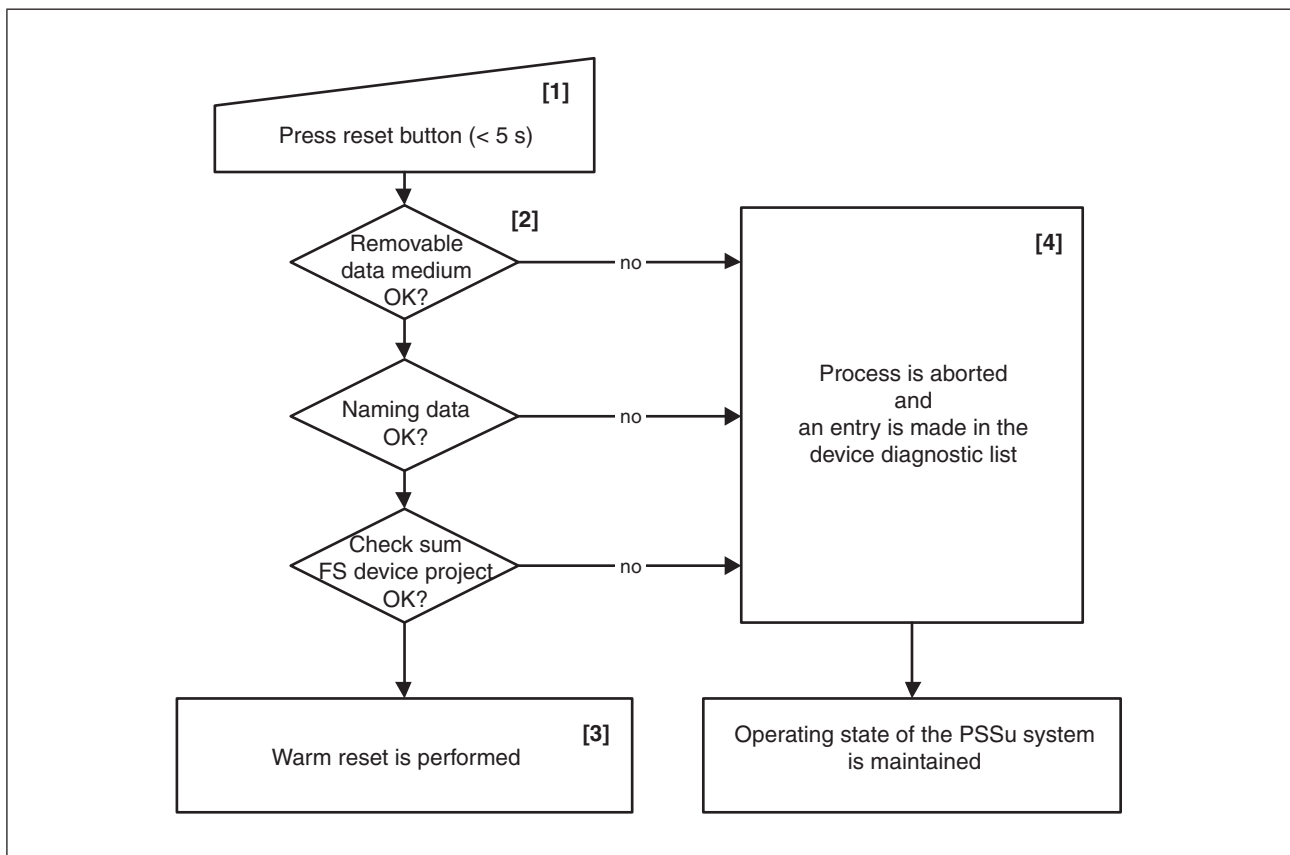 [1]
Press reset button (< 5 s)
[2]
Removable
data medium
OK?
no
[4]
Naming data
OK?
no
Process is aborted
and
an entry is made in the
device diagnostic list
Check sum
FS device project
OK?
no
[3]
Warm reset is performed
Operating state of the PSSu system
is maintained